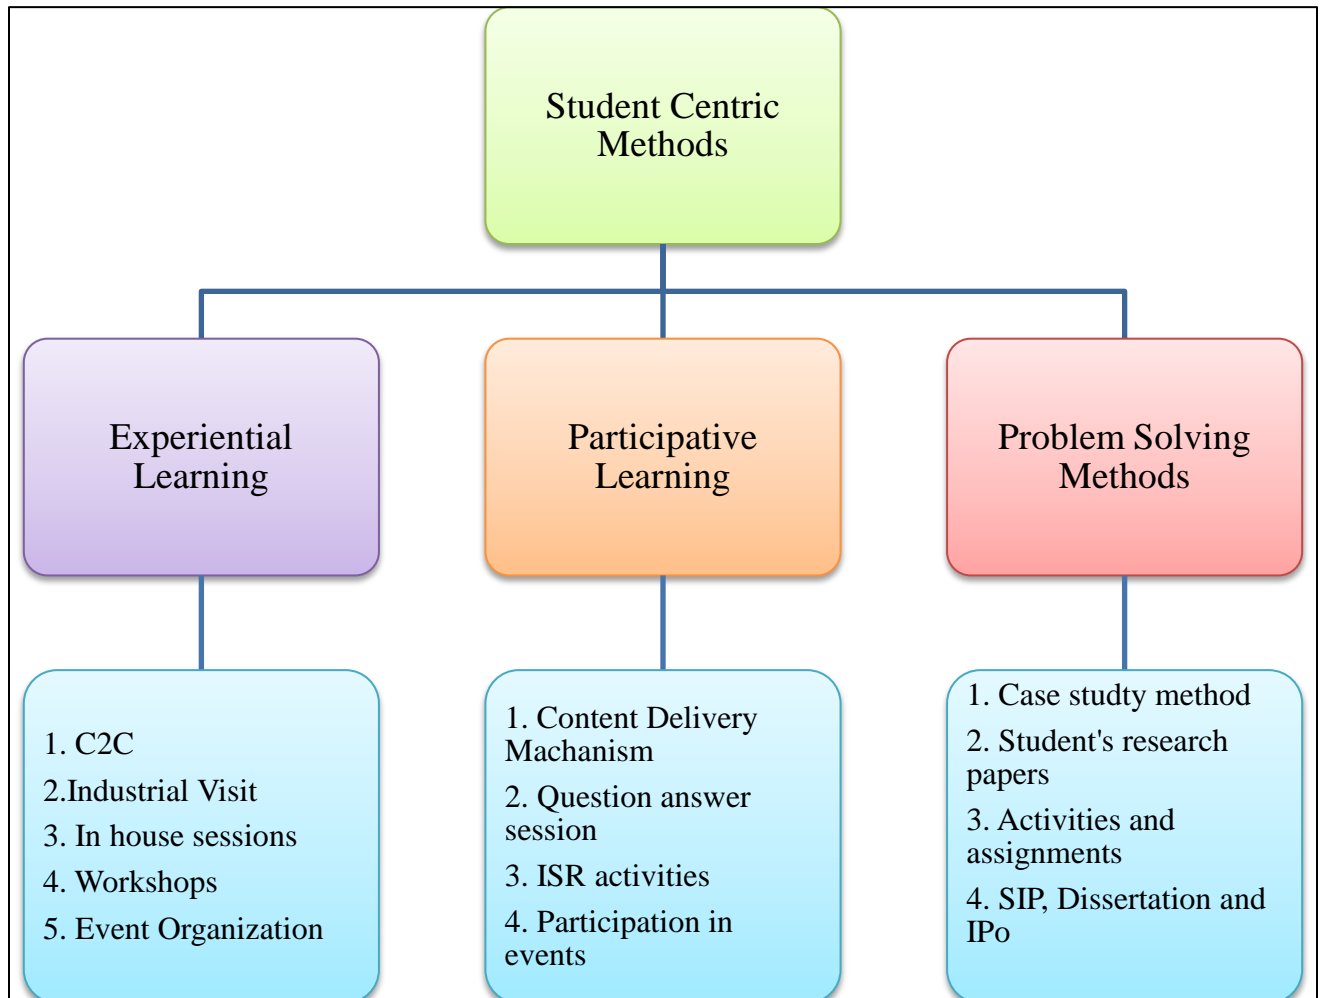 Student Centric
Methods
Experiential
Learning
Participative
Learning
Problem Solving
Methods
1. C2C
2.Industrial Visit
3. In house sessions
4. Workshops
5. Event Organization
1. Content Delivery
Machanism
2. Question answer
session
3. ISR activities
4. Participation in
events
1. Case studty method
2. Student's research
papers
3. Activities and
assignments
4. SIP, Dissertation and
IPo